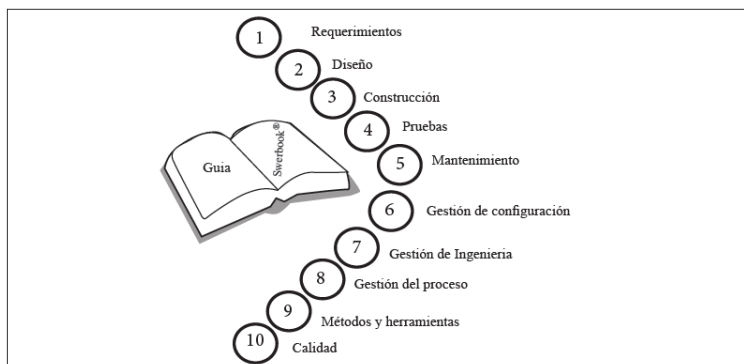 1 Requerimientos
2 Diseño
3 Construcción
4 Pruebas
Guia
Swerbook®
5 Mantenimiento
6 Gestión de configuración
7 Gestión de Ingenieria
8 Gestión del proceso
9 Métodos y herramientas
10 Calidad